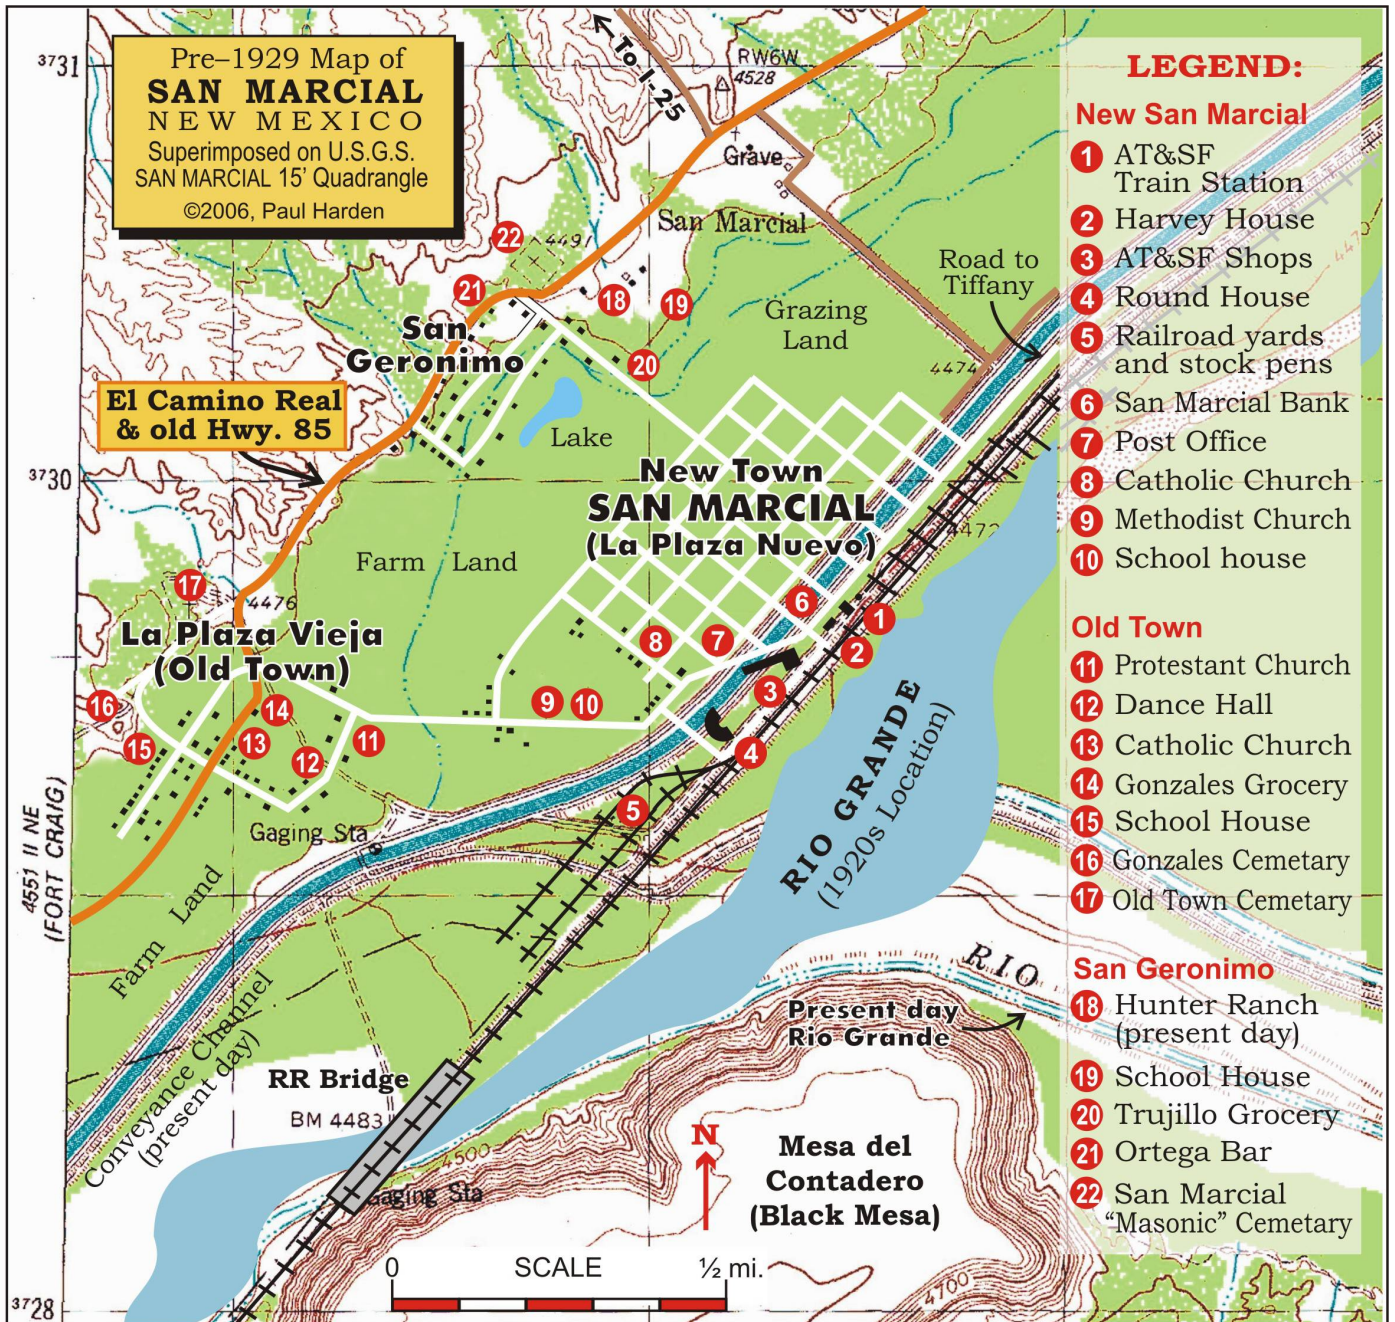 Pre–1929 Map of
SAN MARCIAL
NEW MEXICO
Superimposed on U.S.G.S.
SAN MARCIAL 15' Quadrangle
©2006, Paul Harden
3731
To I-25
RW6W
4528
Grave
San Marcial
22
4491
21
18
19
20
San
Geronimo
Grazing
Land
Road to
Tiffany
4474
El Camino Real
& old Hwy. 85
Lake
3730
New Town
SAN MARCIAL
(La Plaza Nuevo)
4472
Farm Land
17
4476
La Plaza Vieja
(Old Town)
6
1
8
7
2
16
14
9
10
3
15
13
12
11
4
5
RIO GRANDE
(1920s Location)
4551 II NE
(FORT CRAIG)
Gaging Sta
Farm Land
Conveyance Channel
(present day)
RIO
Present day
Rio Grande
RR Bridge
BM 4483
4500
Gaging Sta
N
Mesa del
Contadero
(Black Mesa)
0 SCALE ½ mi.
4700
3728
LEGEND:
New San Marcial
1 AT&SF
Train Station
2 Harvey House
3 AT&SF Shops
4 Round House
5 Railroad yards
and stock pens
6 San Marcial Bank
7 Post Office
8 Catholic Church
9 Methodist Church
10 School house
Old Town
11 Protestant Church
12 Dance Hall
13 Catholic Church
14 Gonzales Grocery
15 School House
16 Gonzales Cemetary
17 Old Town Cemetary
San Geronimo
18 Hunter Ranch
(present day)
19 School House
20 Trujillo Grocery
21 Ortega Bar
22 San Marcial
“Masonic” Cemetary